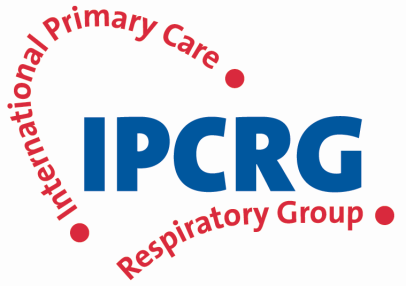 International Primary Care
IPCRG
Respiratory Group